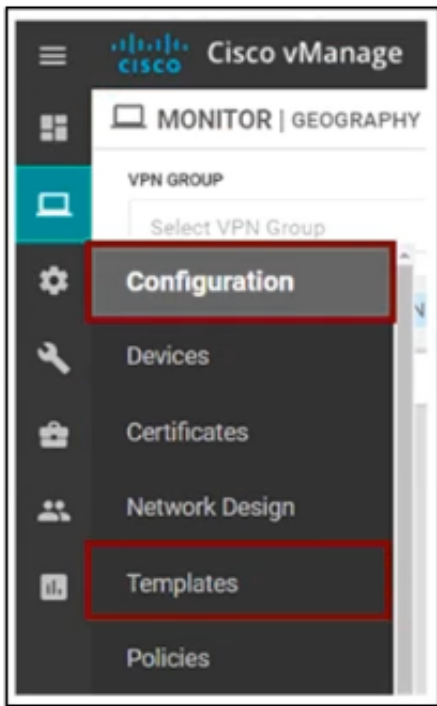 CISCO Cisco vManage
MONITOR | GEOGRAPHY
VPN GROUP
Select VPN Group
Configuration
Devices
Certificates
Network Design
Templates
Policies